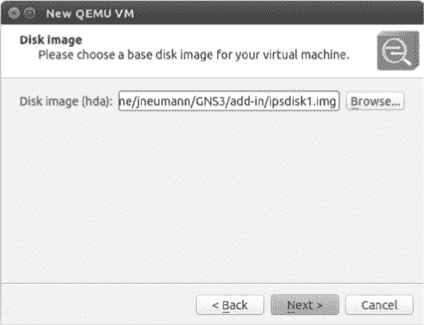 New QEMU VM
Disk image
Please choose a base disk image for your virtual machine.
Disk image (hda): ne/jneumann/GNS3/add-in/ipsdisk1.img Browse...
< Back Next > Cancel